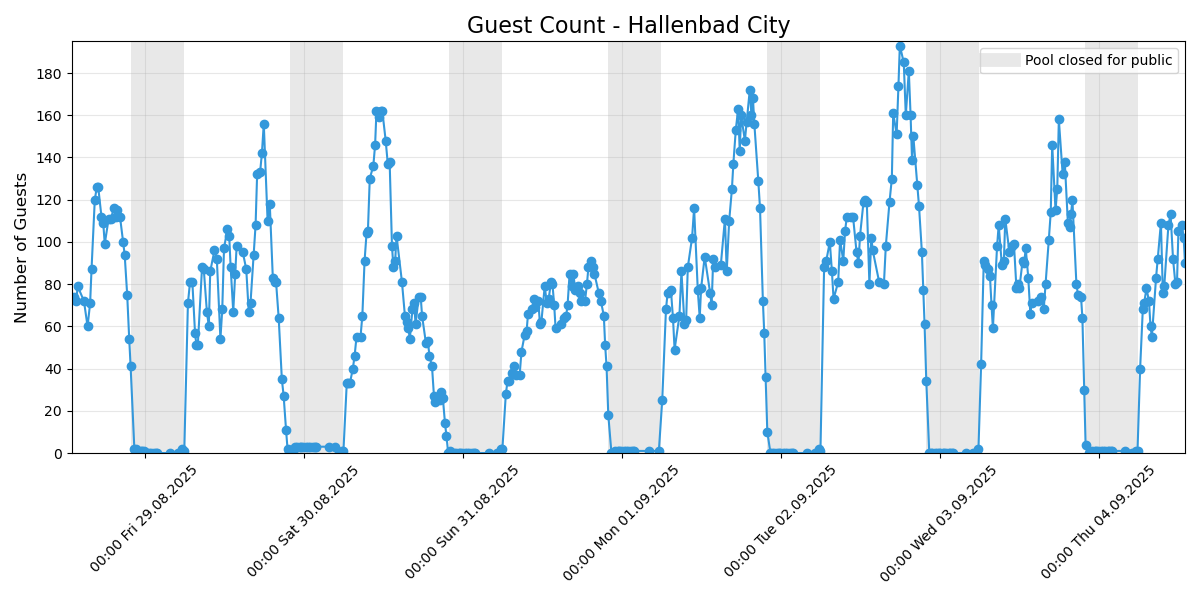 Guest Count - Hallenbad City
Pool closed for public
Number of Guests
180
160
140
120
100
80
60
40
20
0
00:00 Fri 29.08.2025
00:00 Sat 30.08.2025
00:00 Sun 31.08.2025
00:00 Mon 01.09.2025
00:00 Tue 02.09.2025
00:00 Wed 03.09.2025
00:00 Thu 04.09.2025